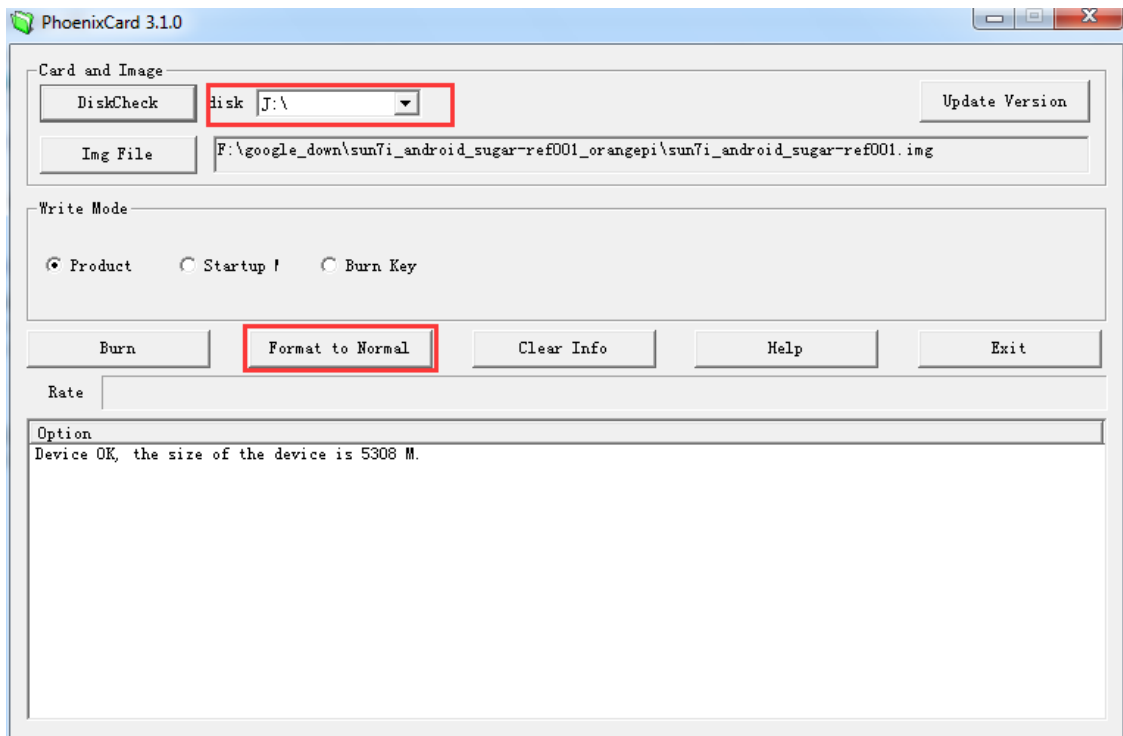 PhoenixCard 3.1.0
Card and Image
DiskCheck disk J:\ Update Version
Img File F:\google_down\sun7i_android_sugar-ref001_orangepi\sun7i_android_sugar-ref001.img
Write Mode
Product Startup Burn Key
Burn Format to Normal Clear Info Help Exit
Rate
Option
Device OK, the size of the device is 5308 M.